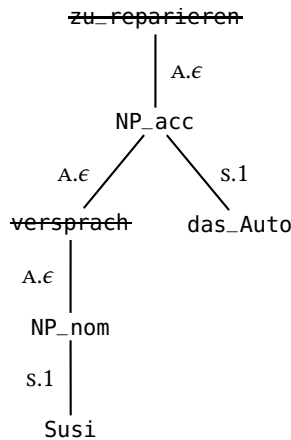 zu_reparieren
A.ϵ
NP_acc
A.ϵ S.1
versprach das_Auto
A.ϵ
NP_nom
S.1
Susi